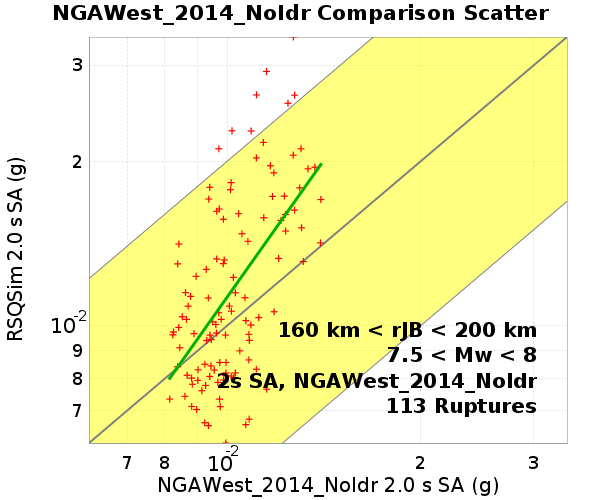 NGAWest_2014_NoIdr Comparison Scatter
RSQSim 2.0 s SA (g)
3
2
10-2
9
8
7
160 km < rJB < 200 km
7.5 < Mw < 8
2s SA, NGAWest_2014_NoIdr
113 Ruptures
7 8 10-2 2 3
NGAWest_2014_NoIdr 2.0 s SA (g)